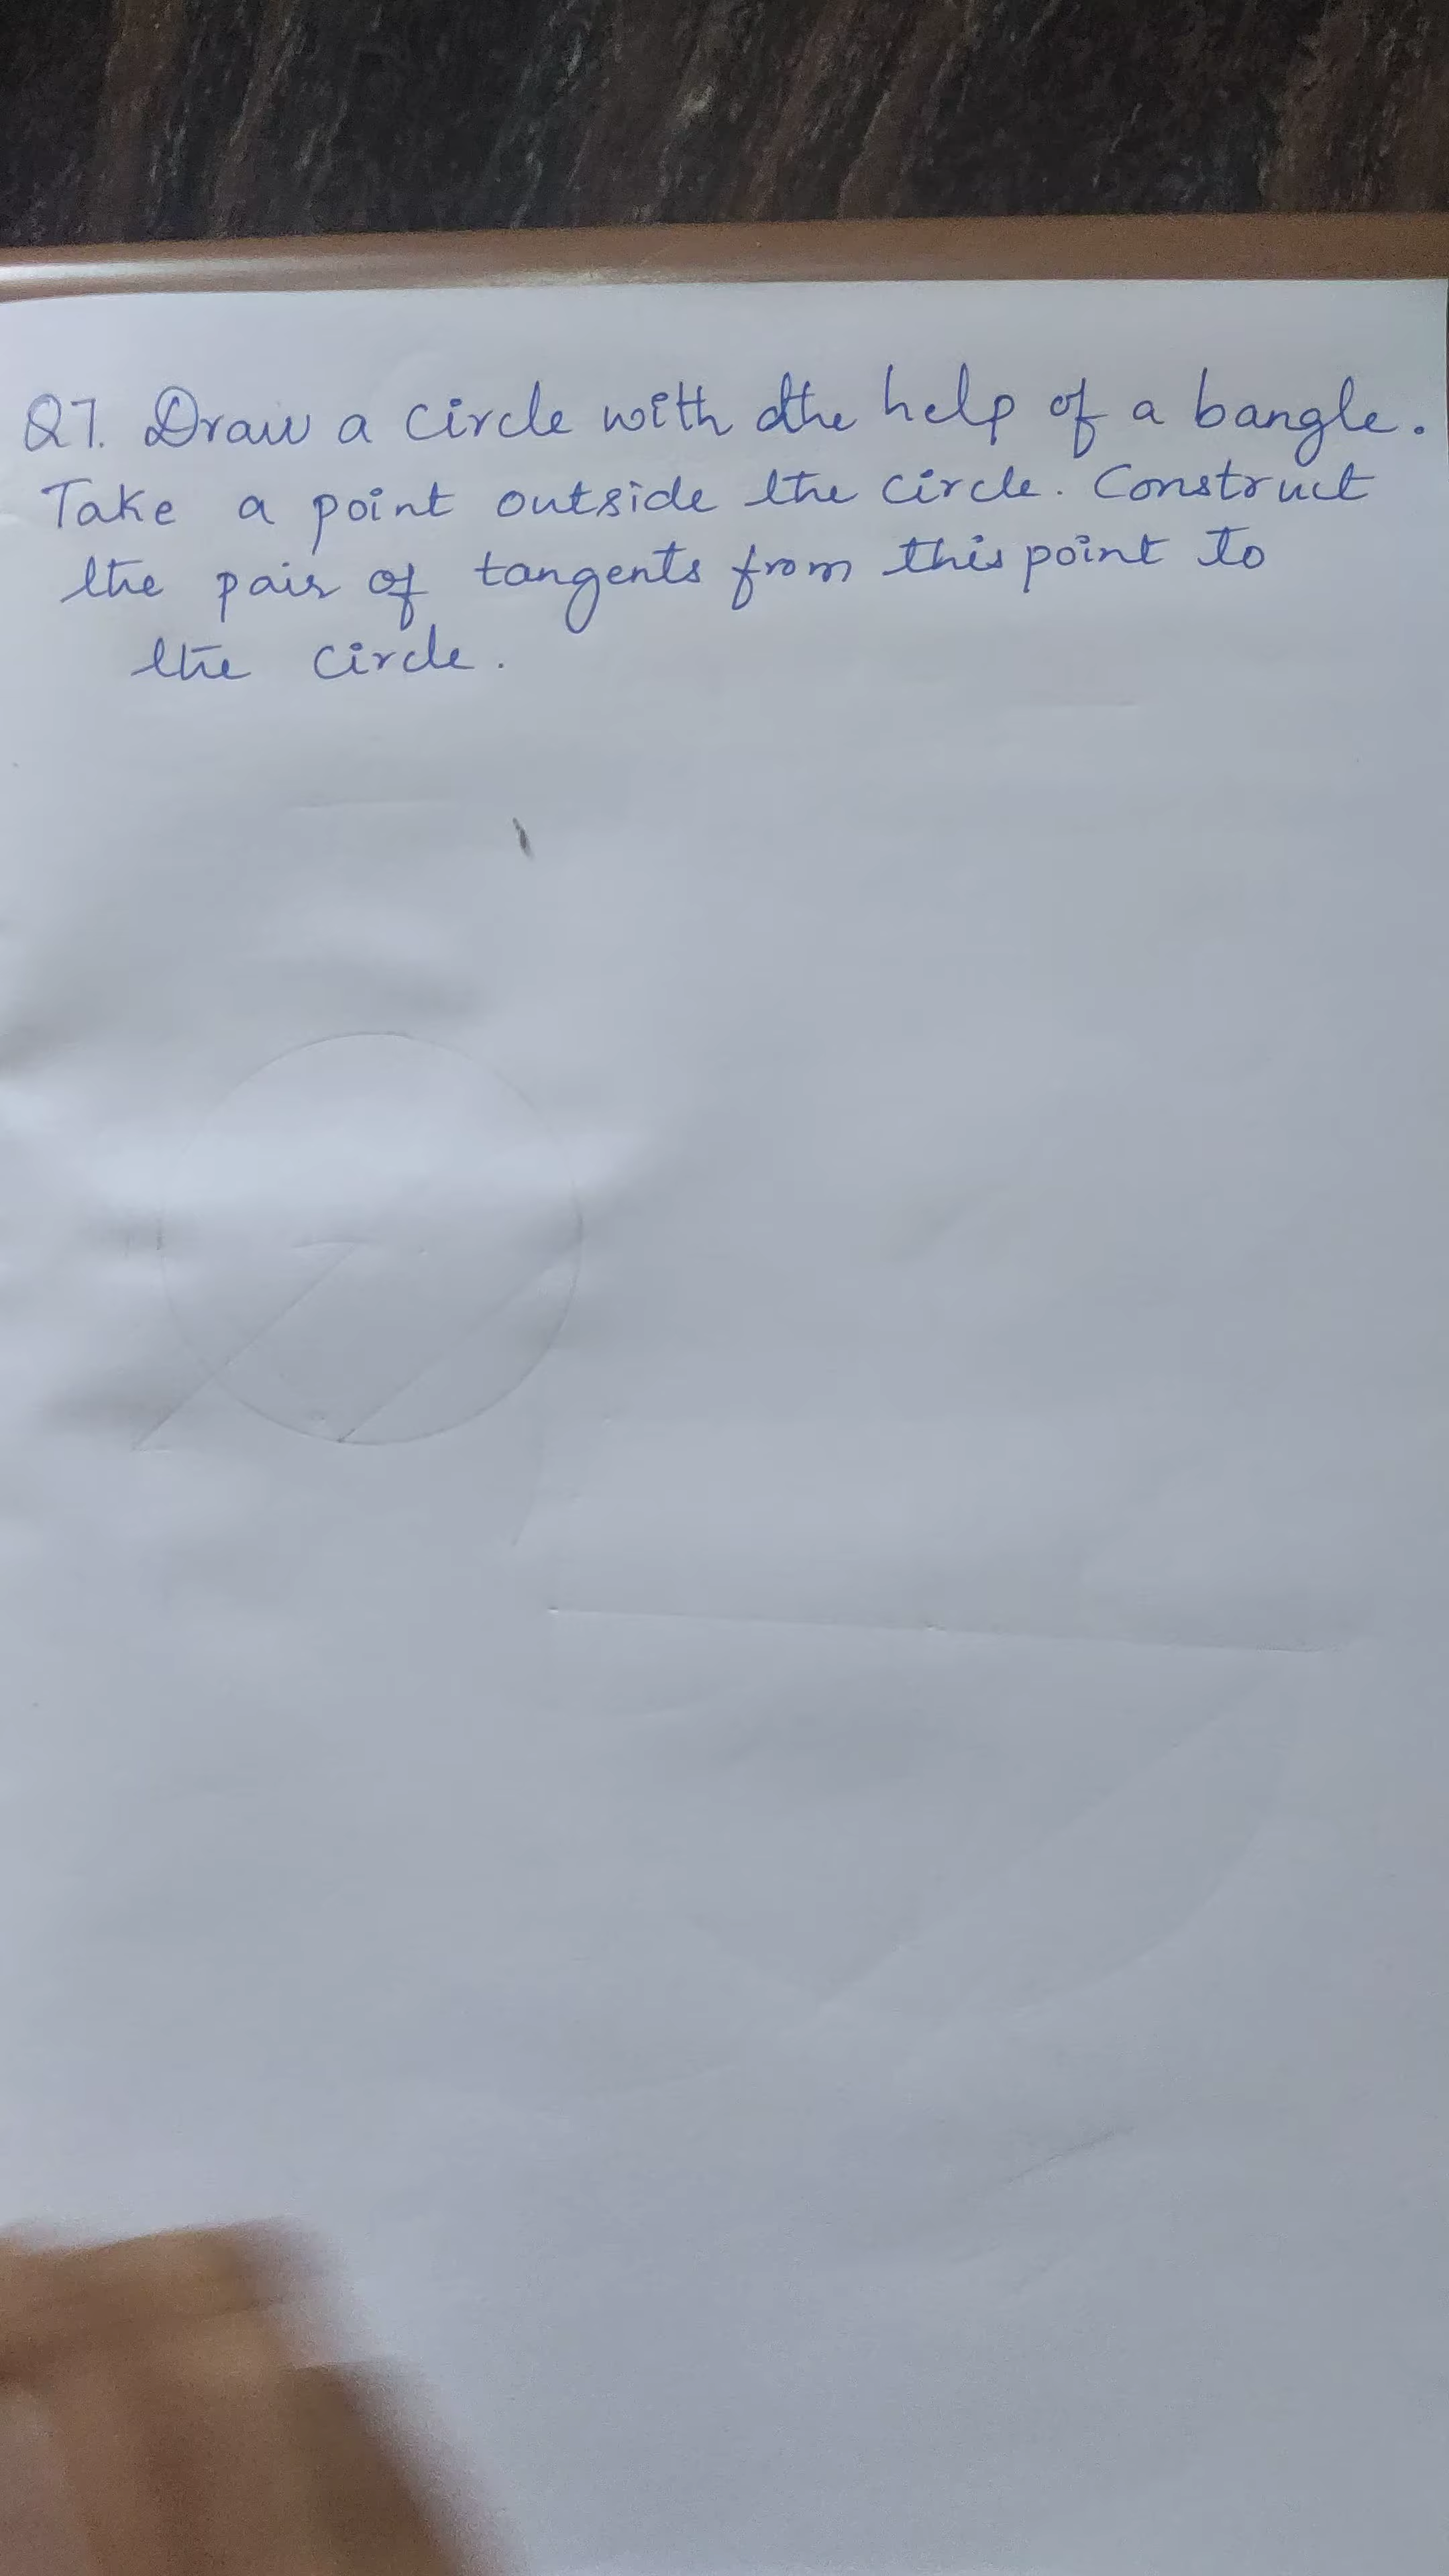 Q7. Draw a circle with the help of a bangle.
Take a point outside the circle. Construct
the pair of tangents from this point to
the circle.